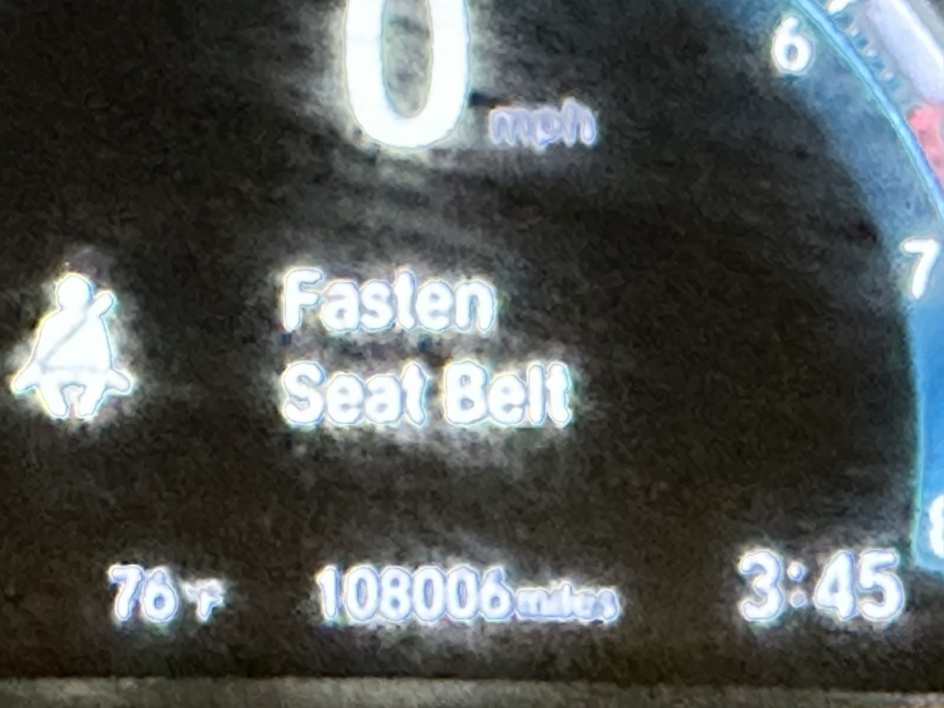 0 mph
6
7
Fasten
Seat Belt
76°F 108006 miles 3:45